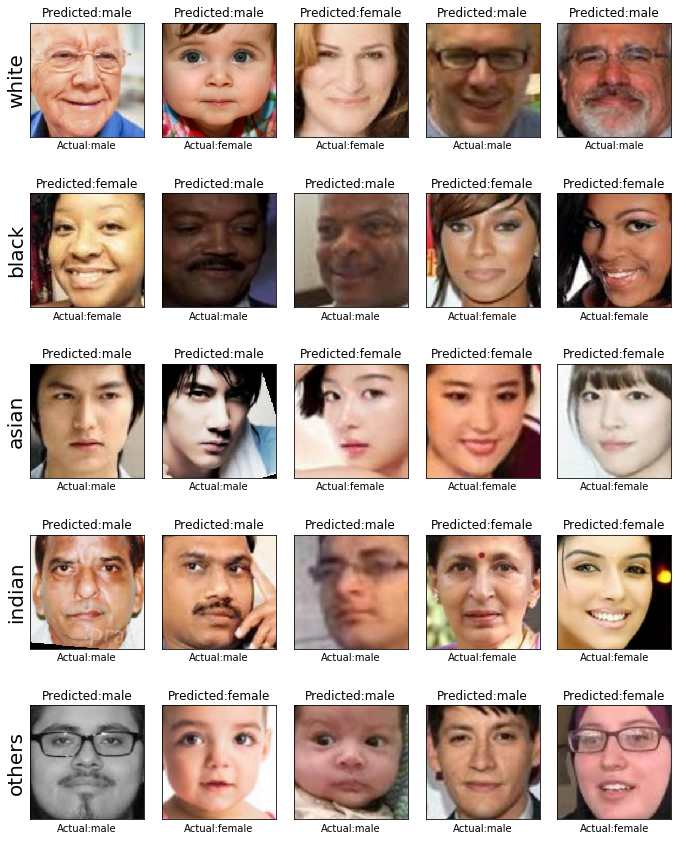 Predicted:male Predicted:male Predicted:female Predicted:male Predicted:male
white
Actual:male Actual:female Actual:female Actual:male Actual:male
Predicted:female Predicted:male Predicted:male Predicted:female Predicted:female
black
Actual:female Actual:male Actual:male Actual:female Actual:female
Predicted:male Predicted:male Predicted:female Predicted:female Predicted:female
asian
Actual:male Actual:male Actual:female Actual:female Actual:female
Predicted:male Predicted:male Predicted:male Predicted:female Predicted:female
indian
Actual:male Actual:male Actual:male Actual:female Actual:female
Predicted:male Predicted:female Predicted:male Predicted:male Predicted:female
others
Actual:male Actual:female Actual:male Actual:male Actual:female